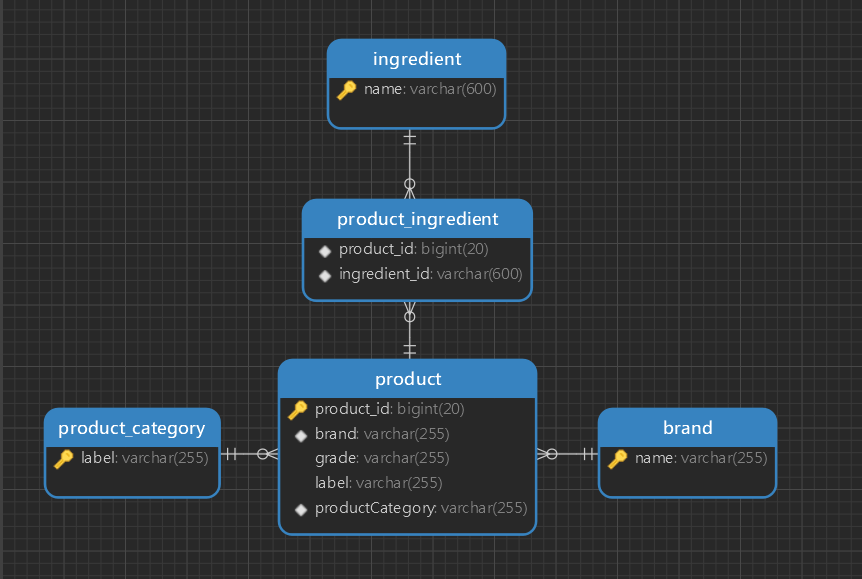 ingredient
name: varchar(600)
product_ingredient
product_id: bigint(20)
ingredient_id: varchar(600)
product
product_id: bigint(20)
brand: varchar(255)
grade: varchar(255)
label: varchar(255)
productCategory: varchar(255)
product_category
label: varchar(255)
brand
name: varchar(255)